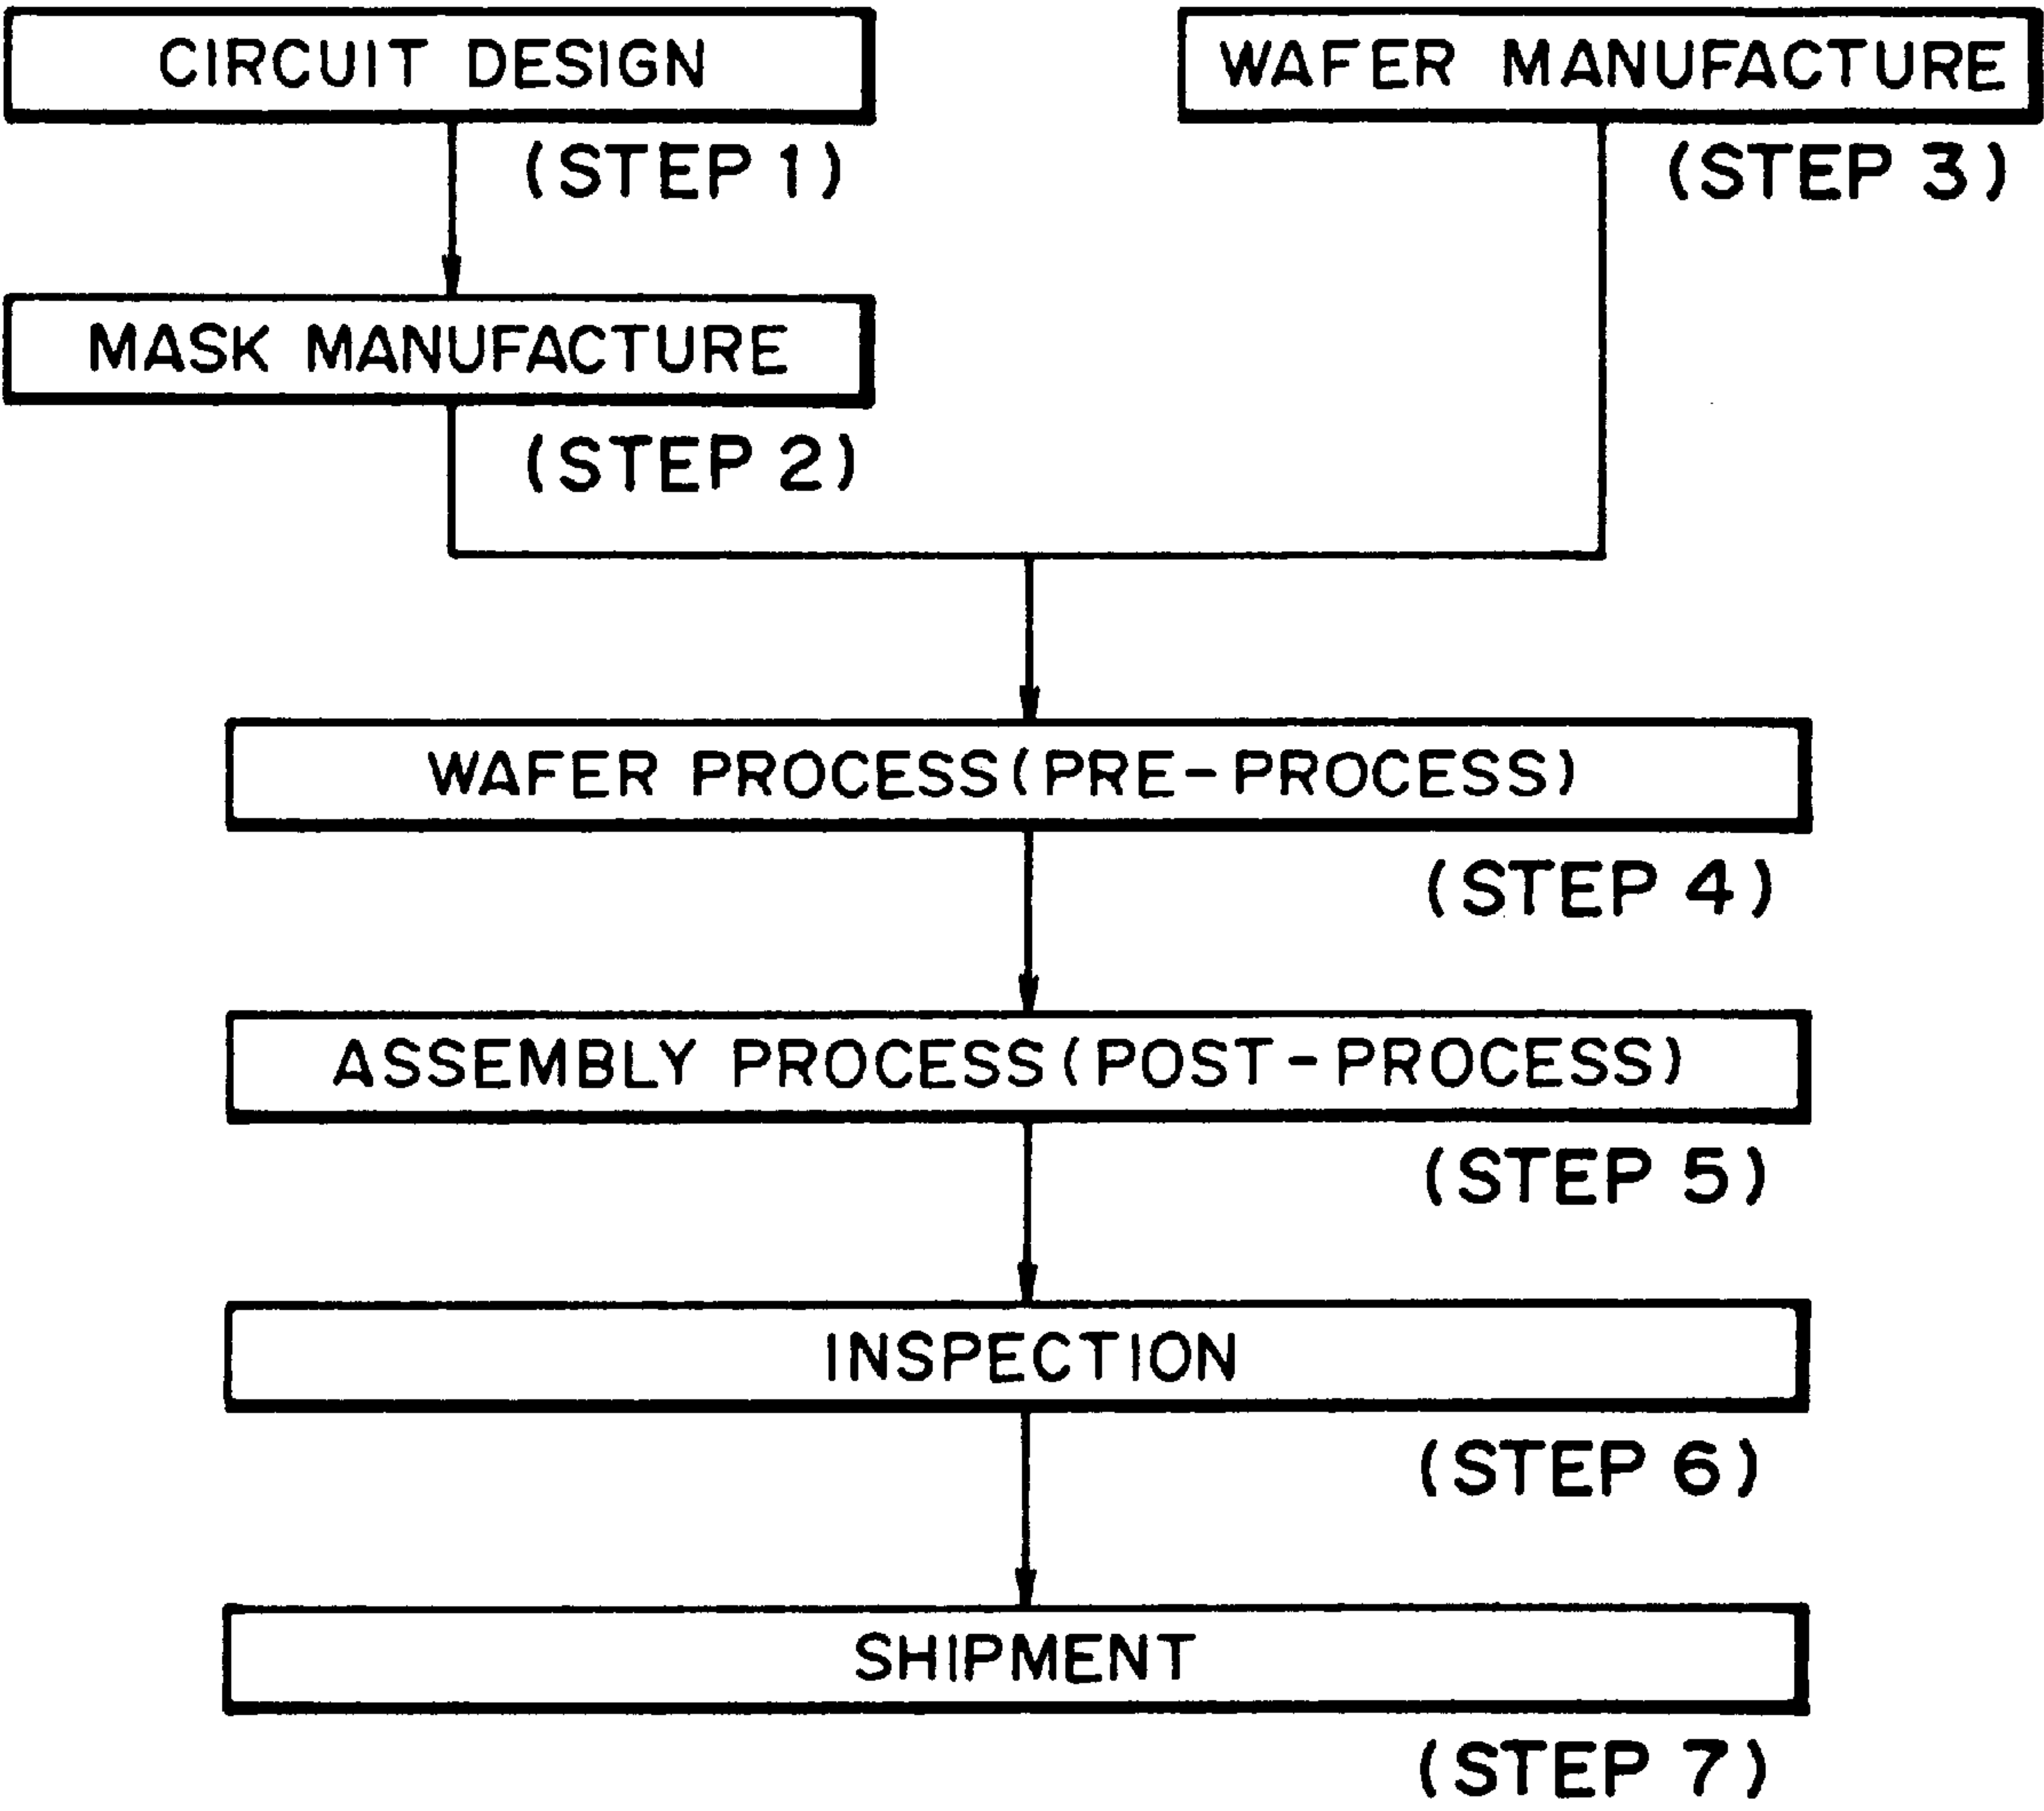 CIRCUIT DESIGN
(STEP 1)
WAFER MANUFACTURE
(STEP 3)
MASK MANUFACTURE
(STEP 2)
WAFER PROCESS(PRE-PROCESS)
(STEP 4)
ASSEMBLY PROCESS(POST-PROCESS)
(STEP 5)
INSPECTION
(STEP 6)
SHIPMENT
(STEP 7)